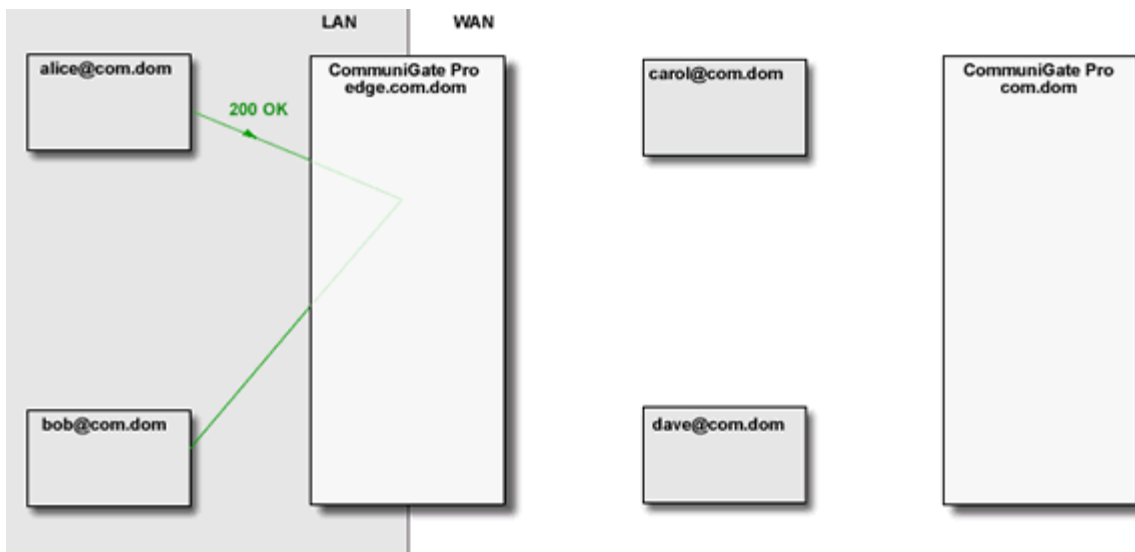 LAN
WAN
alice@com.dom
CommuniGate Pro
edge.com.dom
carol@com.dom
CommuniGate Pro
com.dom
200 OK
bob@com.dom
dave@com.dom